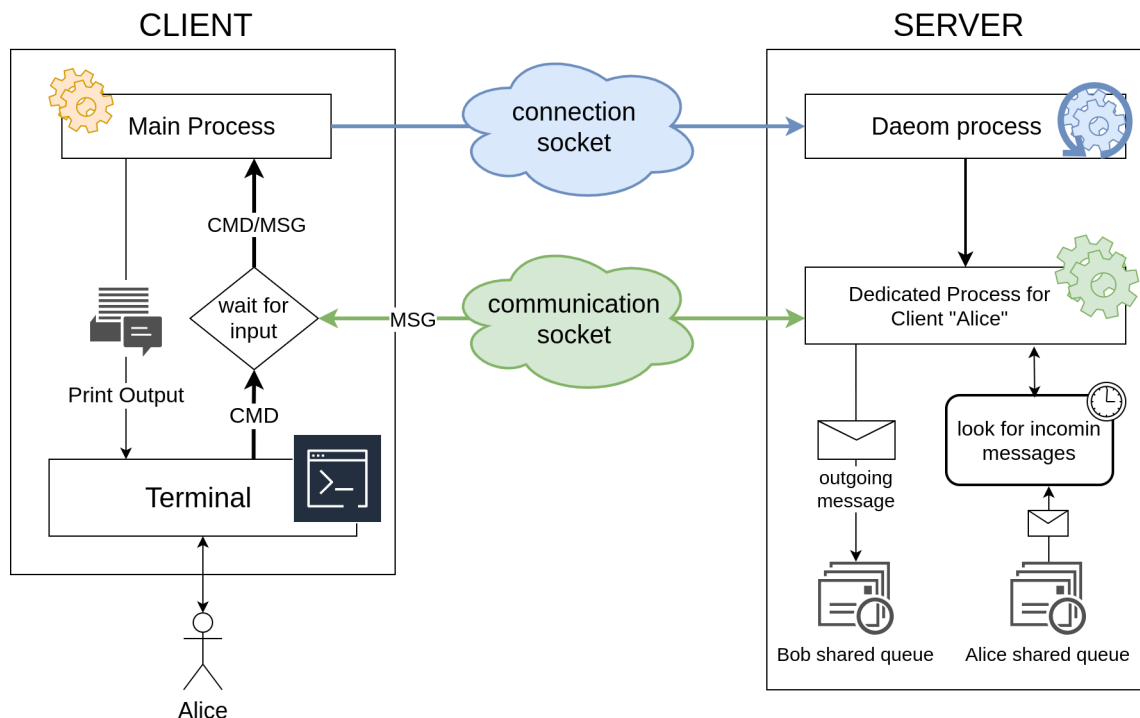 CLIENT
SERVER
Main Process
connection
socket
Daeom process
CMD/MSG
wait for
input
MSG
communication
socket
Dedicated Process for
Client "Alice"
Print Output
CMD
look for incomin
messages
outgoing
message
Terminal
Bob shared queue
Alice shared queue
Alice